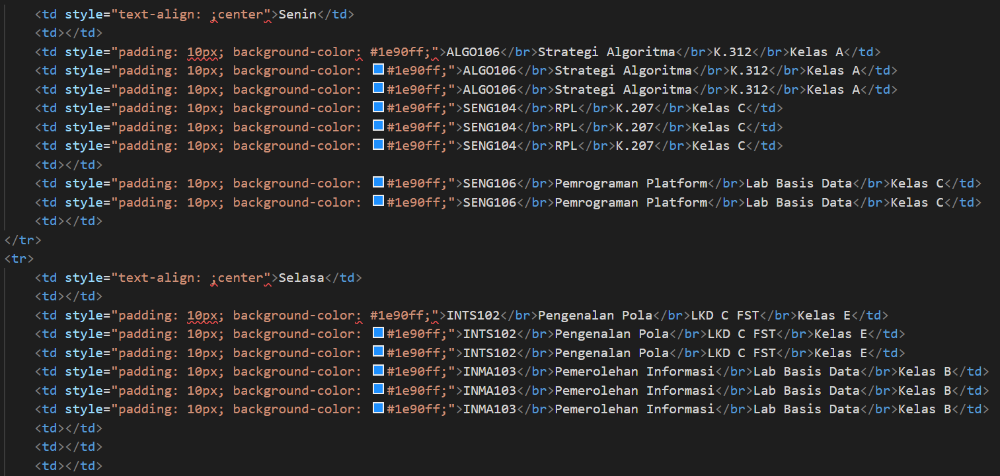 <td style="text-align: ;center">Senin</td>
<td></td>
<td style="padding: 10px; background-color: #1e90ff;">ALGO106</br>Strategi Algoritma</br>K.312</br>Kelas A</td>
<td style="padding: 10px; background-color: #1e90ff;">ALGO106</br>Strategi Algoritma</br>K.312</br>Kelas A</td>
<td style="padding: 10px; background-color: #1e90ff;">ALGO106</br>Strategi Algoritma</br>K.312</br>Kelas A</td>
<td style="padding: 10px; background-color: #1e90ff;">SENG104</br>RPL</br>K.207</br>Kelas C</td>
<td style="padding: 10px; background-color: #1e90ff;">SENG104</br>RPL</br>K.207</br>Kelas C</td>
<td style="padding: 10px; background-color: #1e90ff;">SENG104</br>RPL</br>K.207</br>Kelas C</td>
<td></td>
<td style="padding: 10px; background-color: #1e90ff;">SENG106</br>Pemrograman Platform</br>Lab Basis Data</br>Kelas C</td>
<td style="padding: 10px; background-color: #1e90ff;">SENG106</br>Pemrograman Platform</br>Lab Basis Data</br>Kelas C</td>
<td></td>
</tr>
<tr>
<td style="text-align: ;center">Selasa</td>
<td></td>
<td style="padding: 10px; background-color: #1e90ff;">INTS102</br>Pengenalan Pola</br>LKD C FST</br>Kelas E</td>
<td style="padding: 10px; background-color: #1e90ff;">INTS102</br>Pengenalan Pola</br>LKD C FST</br>Kelas E</td>
<td style="padding: 10px; background-color: #1e90ff;">INTS102</br>Pengenalan Pola</br>LKD C FST</br>Kelas E</td>
<td style="padding: 10px; background-color: #1e90ff;">INMA103</br>Pemerolehan Informasi</br>Lab Basis Data</br>Kelas B</td>
<td style="padding: 10px; background-color: #1e90ff;">INMA103</br>Pemerolehan Informasi</br>Lab Basis Data</br>Kelas B</td>
<td style="padding: 10px; background-color: #1e90ff;">INMA103</br>Pemerolehan Informasi</br>Lab Basis Data</br>Kelas B</td>
<td></td>
<td></td>
<td></td>